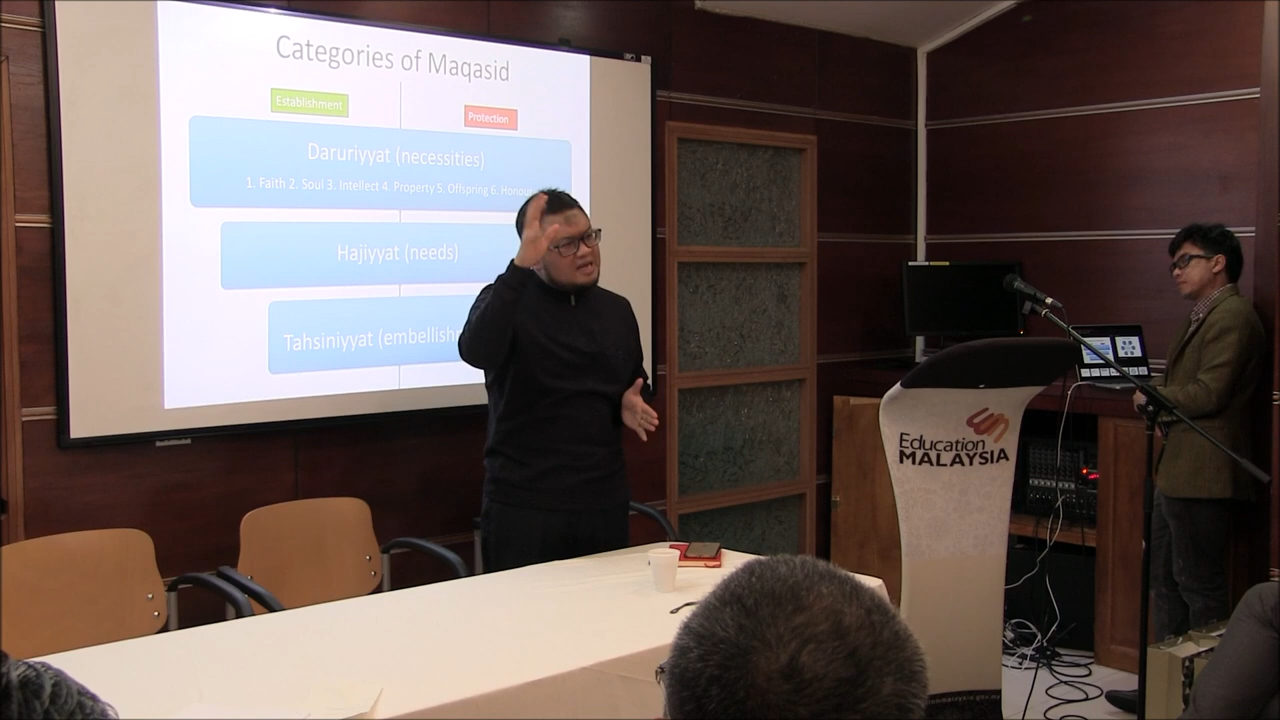 Categories of Maqasid
Establishment
Protection
Daruriyyat (necessities)
1. Faith 2. Soul 3. Intellect 4. Property 5. Offspring 6. Honou
Hajiyyat (needs)
Tahsiniyyat (embellish
Education
MALAYSIA